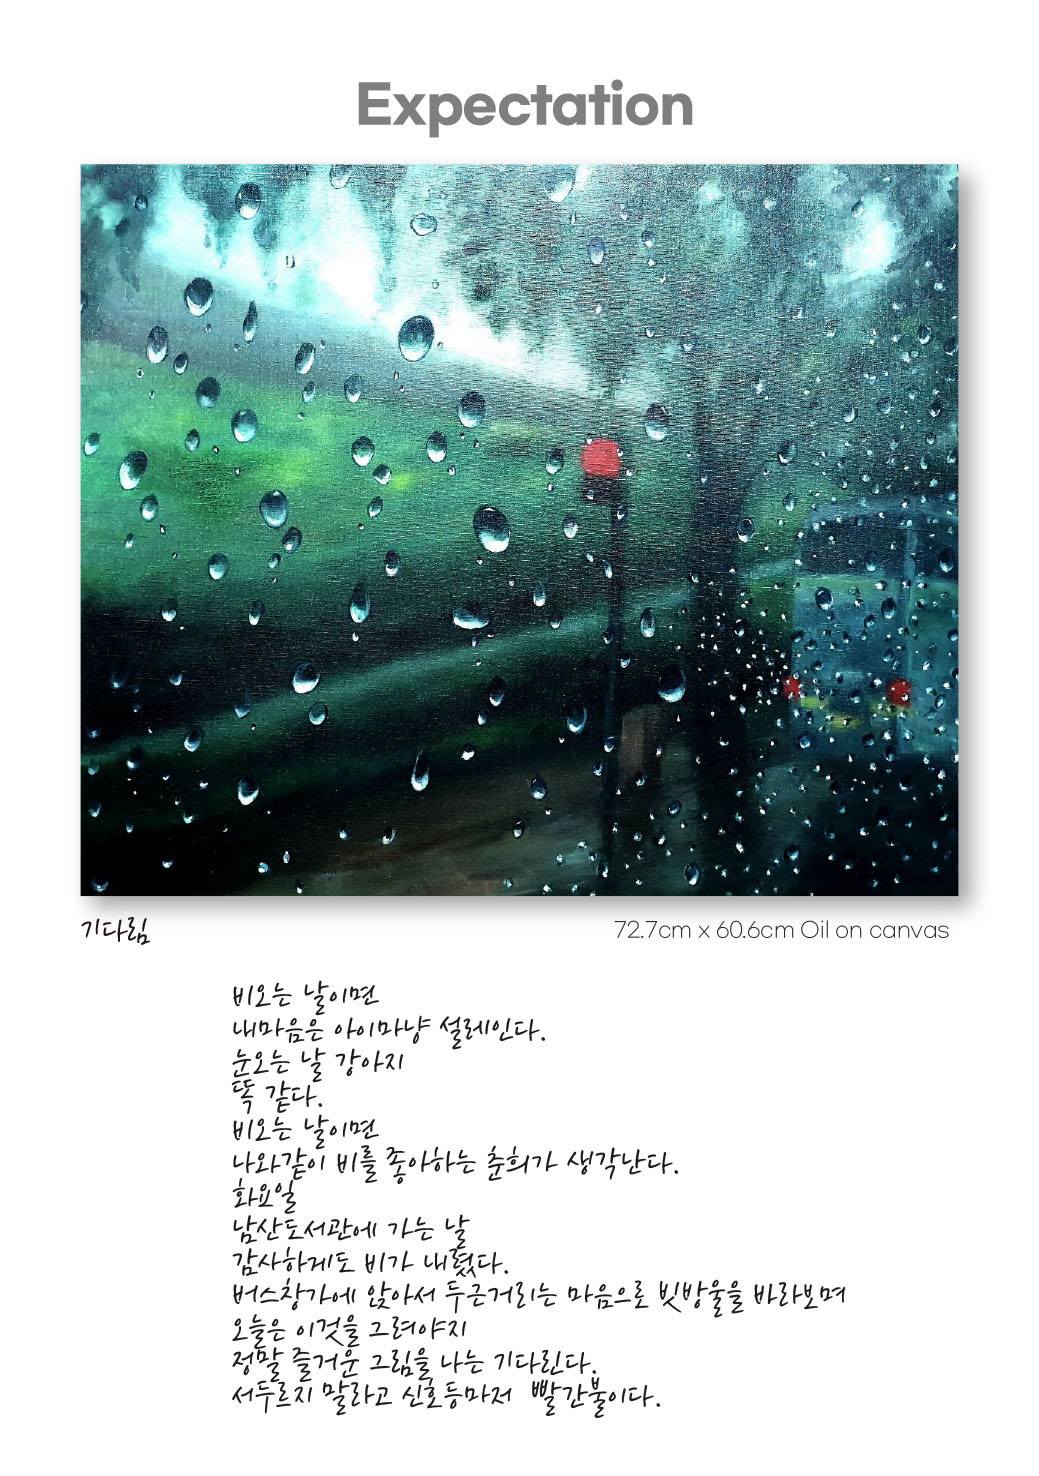 Expectation
기다림
72.7cm x 60.6cm Oil on canvas
비오는 날이면
내마음은 아이마냥 설레인다.
눈오는 날 강아지
똑 같다.
비오는 날이면
나와같이 비를 좋아하는 춘희가 생각난다.
화요일
남산도서관에 가는 날
감사하게도 비가 내렸다.
버스창가에 앉아서 두근거리는 마음으로 빗방울을 바라보며
오늘은 이것을 그려야지
정말 즐거운 그림을 나는 기다린다.
서두르지 말라고 신호등마저 빨간불이다.